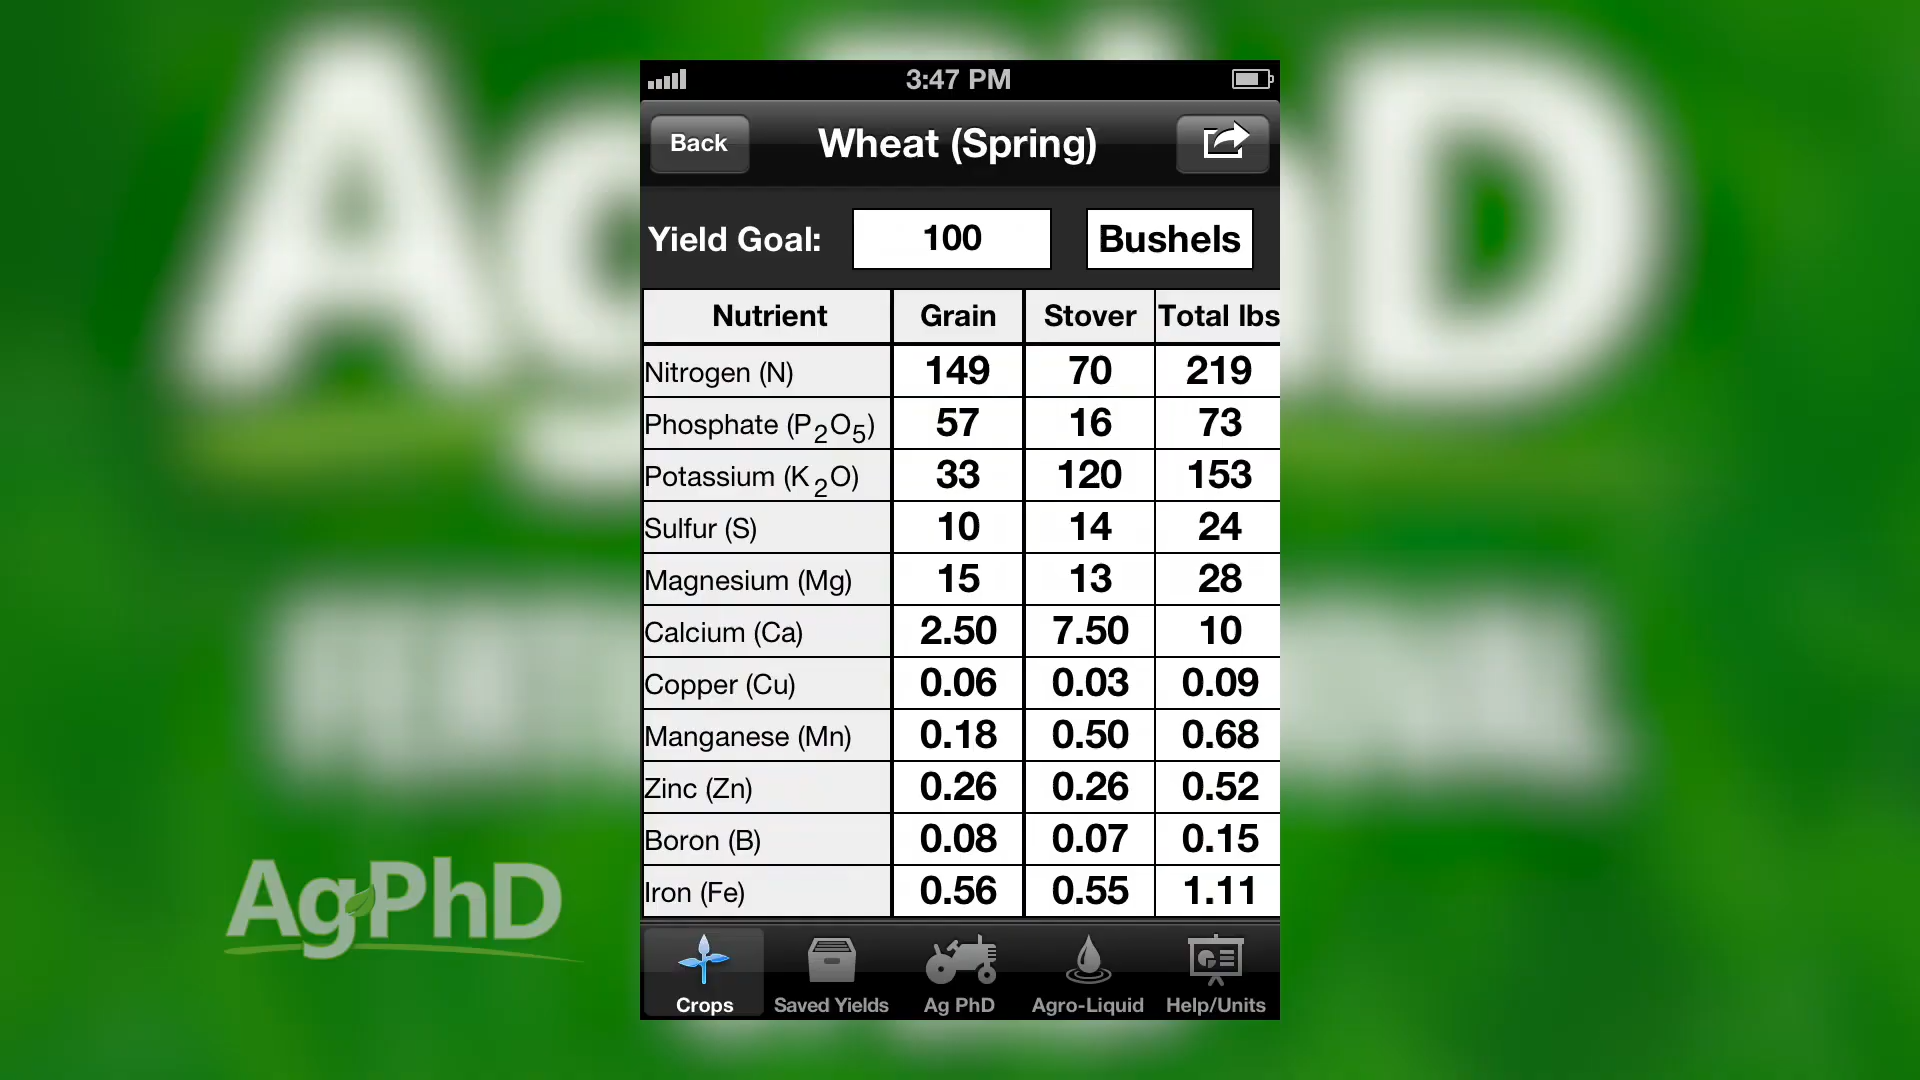 AgPhD
3:47 PM
Back
Wheat (Spring)
Yield Goal: 100 Bushels
Nutrient Grain Stover Total lbs
Nitrogen (N) 149 70 219
Phosphate (P2O5) 57 16 73
Potassium (K2O) 33 120 153
Sulfur (S) 10 14 24
Magnesium (Mg) 15 13 28
Calcium (Ca) 2.50 7.50 10
Copper (Cu) 0.06 0.03 0.09
Manganese (Mn) 0.18 0.50 0.68
Zinc (Zn) 0.26 0.26 0.52
Boron (B) 0.08 0.07 0.15
Iron (Fe) 0.56 0.55 1.11
AgPhD
Crops Saved Yields Ag PhD Agro-Liquid Help/Units